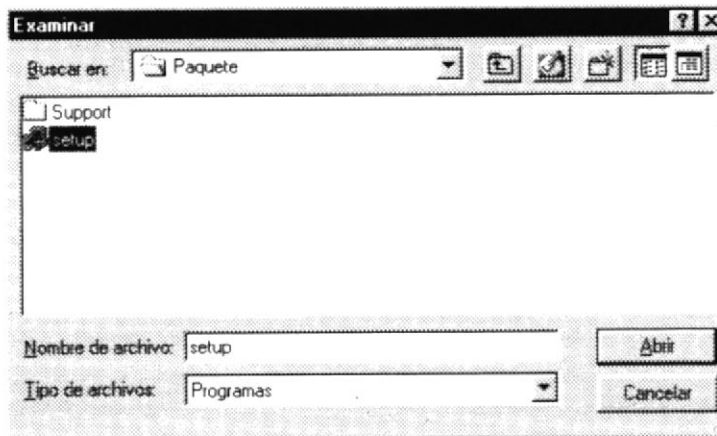 Examinar
Buscar en: Paquete
Support
setup
Nombre de archivo: setup
Abrir
Tipo de archivos: Programas
Cancelar